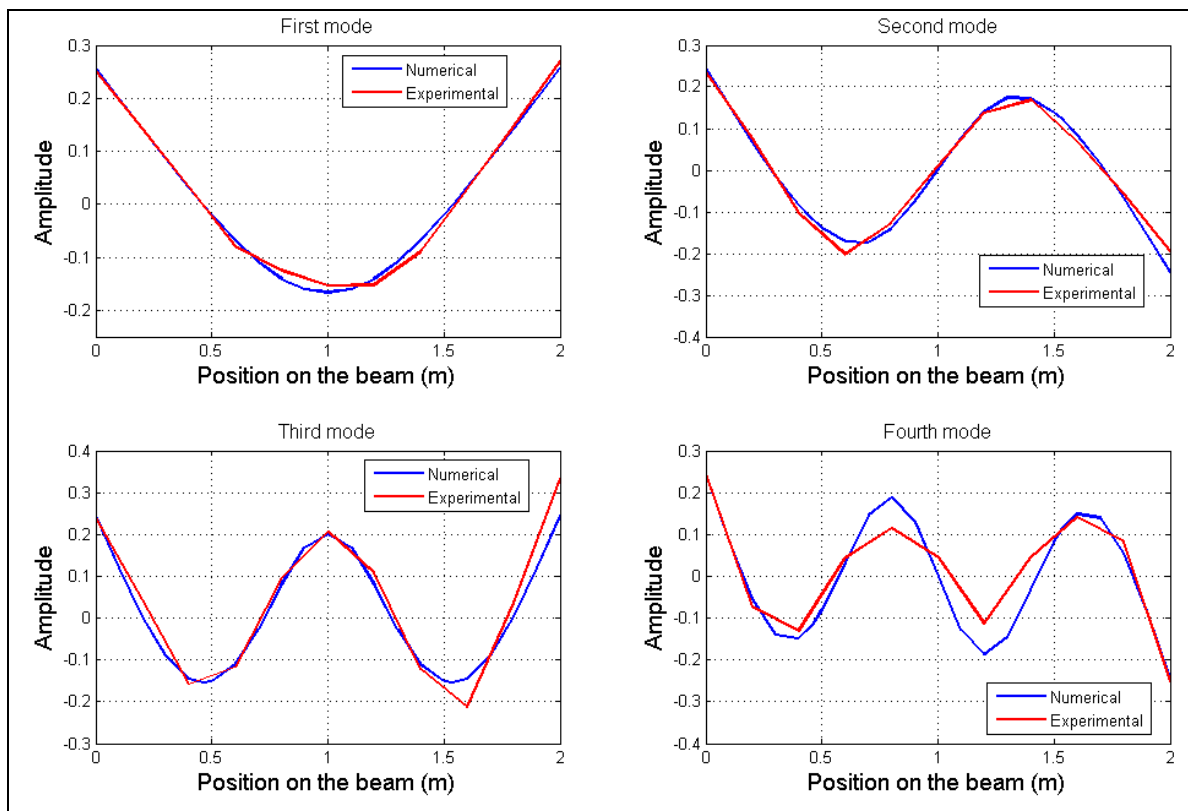 First mode
0.3
0.2
0.1
0
-0.1
-0.2
0
0.5
1
1.5
2
Amplitude
Position on the beam (m)
Numerical
Experimental
Second mode
0.3
0.2
0.1
0
-0.1
-0.2
-0.3
-0.4
0
0.5
1
1.5
2
Amplitude
Position on the beam (m)
Numerical
Experimental
Third mode
0.4
0.3
0.2
0.1
0
-0.1
-0.2
-0.3
0
0.5
1
1.5
2
Amplitude
Position on the beam (m)
Numerical
Experimental
Fourth mode
0.3
0.2
0.1
0
-0.1
-0.2
-0.3
-0.4
0
0.5
1
1.5
2
Amplitude
Position on the beam (m)
Numerical
Experimental